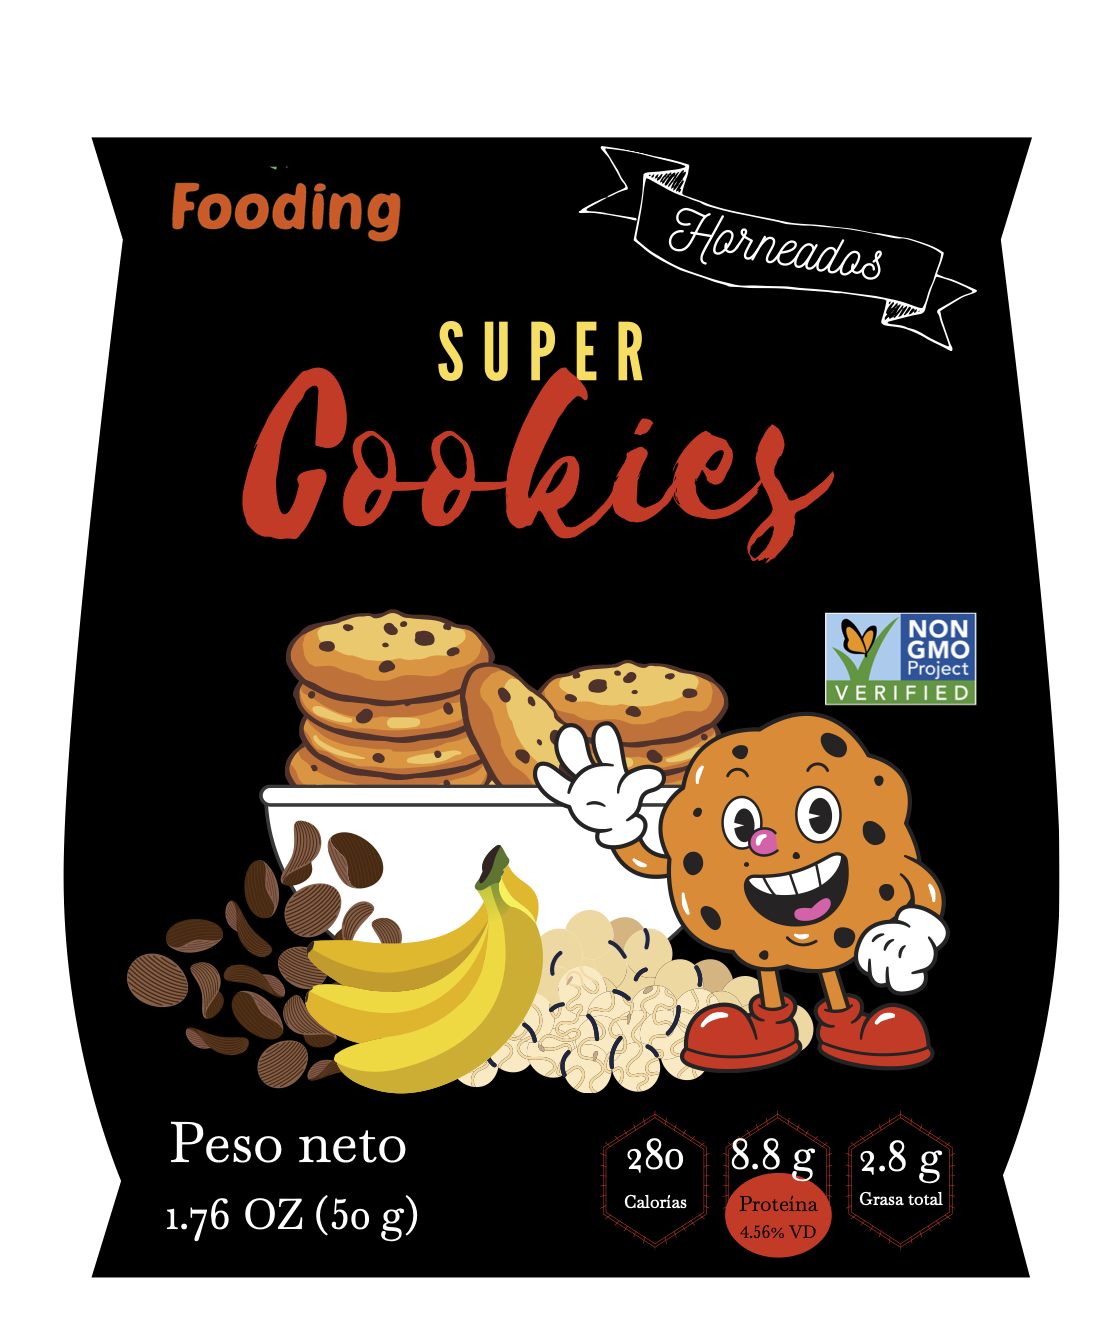 Fooding
Horneados
SUPER
Cookies
NON
GMO
Project
VERIFIED
Peso neto
1.76 OZ (50 g)
280
Calorías
8.8 g
Proteína
4.56% VD
2.8 g
Grasa total